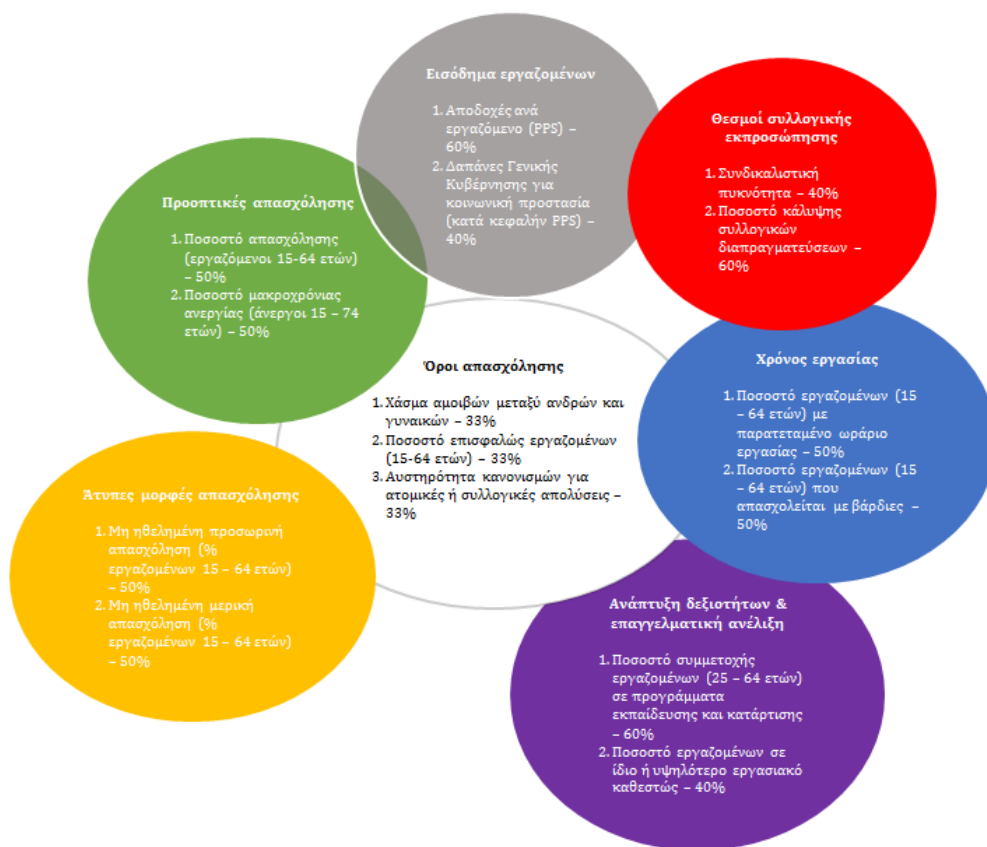 Εισόδημα εργαζομένων
1. Αποδοχές ανά
εργαζόμενο (PPS) –
60%
2. Δαπάνες Γενικής
Κυβέρνησης για
κοινωνική προστασία
(κατά κεφαλήν PPS) –
40%
Θεσμοί συλλογικής
εκπροσώπησης
1. Συνδικαλιστική
πυκνότητα – 40%
2. Ποσοστό κάλυψης
συλλογικών
διαπραγματεύσεων –
60%
Προοπτικές απασχόλησης
1. Ποσοστό απασχόλησης
(εργαζόμενοι 15-64 ετών)
– 50%
2. Ποσοστό μακροχρόνιας
ανεργίας (άνεργοι 15 – 74
ετών) – 50%
Όροι απασχόλησης
1. Χάσμα αμοιβών μεταξύ ανδρών και
γυναικών – 33%
2. Ποσοστό επισφαλώς εργαζομένων
(15-64 ετών) – 33%
3. Αυστηρότητα κανονισμών για
ατομικές ή συλλογικές απολύσεις –
33%
Χρόνος εργασίας
1. Ποσοστό εργαζομένων (15
– 64 ετών) με
παρατεταμένο ωράριο
εργασίας – 50%
2. Ποσοστό εργαζομένων (15
– 64 ετών) που
απασχολείται με βάρδιες –
50%
Άτυπες μορφές απασχόλησης
1. Μη ηθελημένη προσωρινή
απασχόληση (%
εργαζομένων 15 – 64 ετών)
– 50%
2. Μη ηθελημένη μερική
απασχόληση (%
εργαζομένων 15 – 64 ετών)
– 50%
Ανάπτυξη δεξιοτήτων &
επαγγελματική ανέλιξη
1. Ποσοστό συμμετοχής
εργαζομένων (25 – 64 ετών)
σε προγράμματα
εκπαίδευσης και κατάρτισης
– 60%
2. Ποσοστό εργαζομένων σε
ίδιο ή υψηλότερο εργασιακό
καθεστώς – 40%